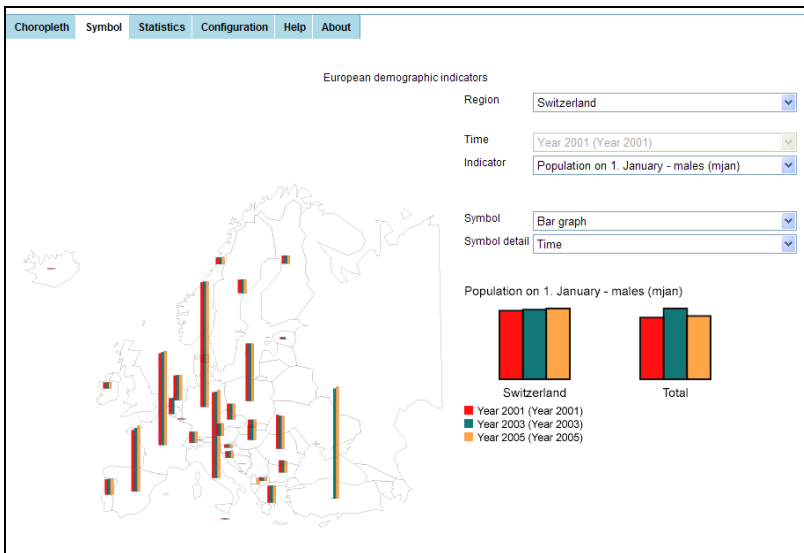 Choropleth Symbol Statistics Configuration Help About
European demographic indicators
Region Switzerland
Time Year 2001 (Year 2001)
Indicator Population on 1. January - males (mjan)
Symbol Bar graph
Symbol detail Time
Population on 1. January - males (mjan)
Switzerland Total
Year 2001 (Year 2001)
Year 2003 (Year 2003)
Year 2005 (Year 2005)